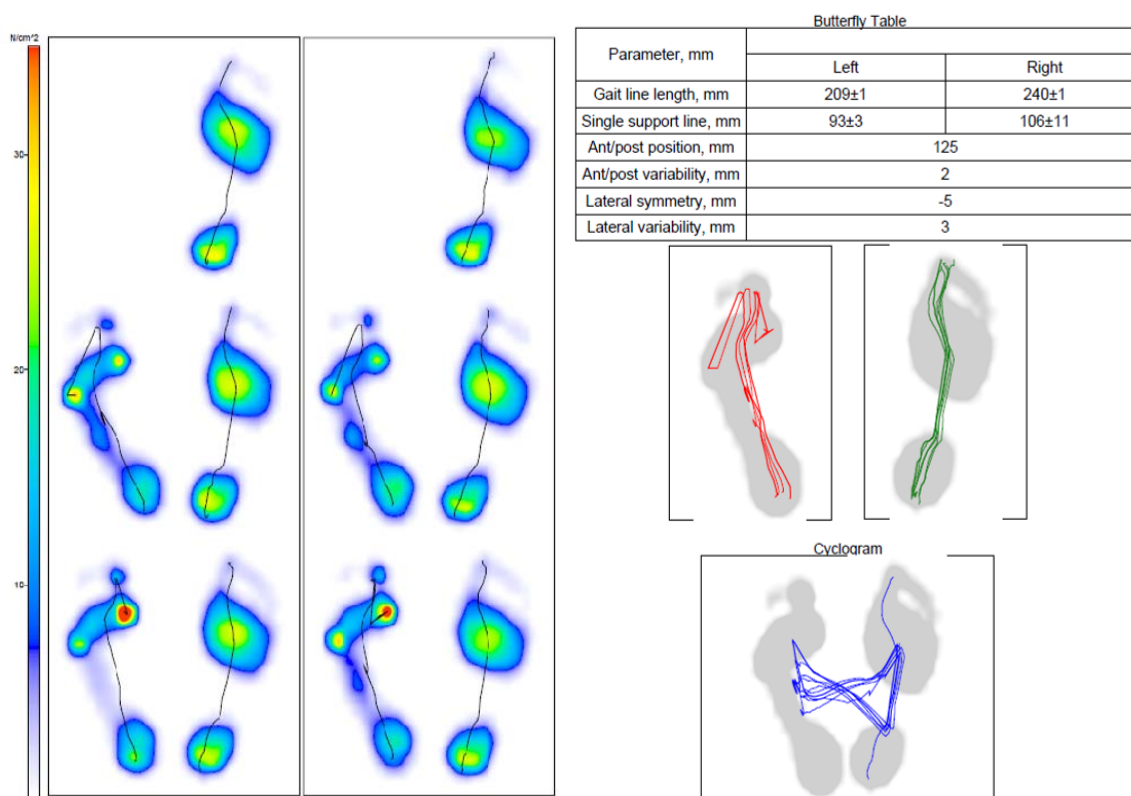 N/cm^2
30
20
10
Butterfly Table
Parameter, mm
Left Right
Gait line length, mm 209±1 240±1
Single support line, mm 93±3 106±11
Ant/post position, mm 125
Ant/post variability, mm 2
Lateral symmetry, mm -5
Lateral variability, mm 3
Cyclogram